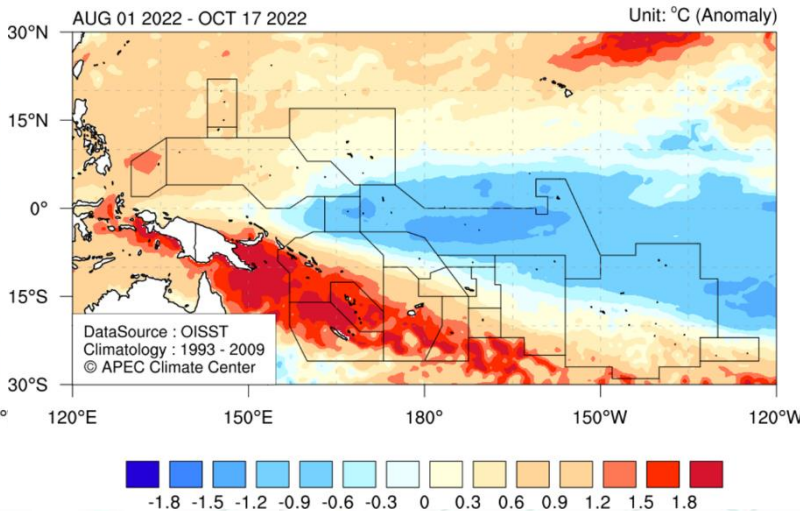 AUG 01 2022 - OCT 17 2022
Unit: °C (Anomaly)
30°N
15°N
0°
15°S
30°S
DataSource : OISST
Climatology : 1993 - 2009
© APEC Climate Center
° 120°E 150°E 180° 150°W 120°W
-1.8 -1.5 -1.2 -0.9 -0.6 -0.3 0 0.3 0.6 0.9 1.2 1.5 1.8